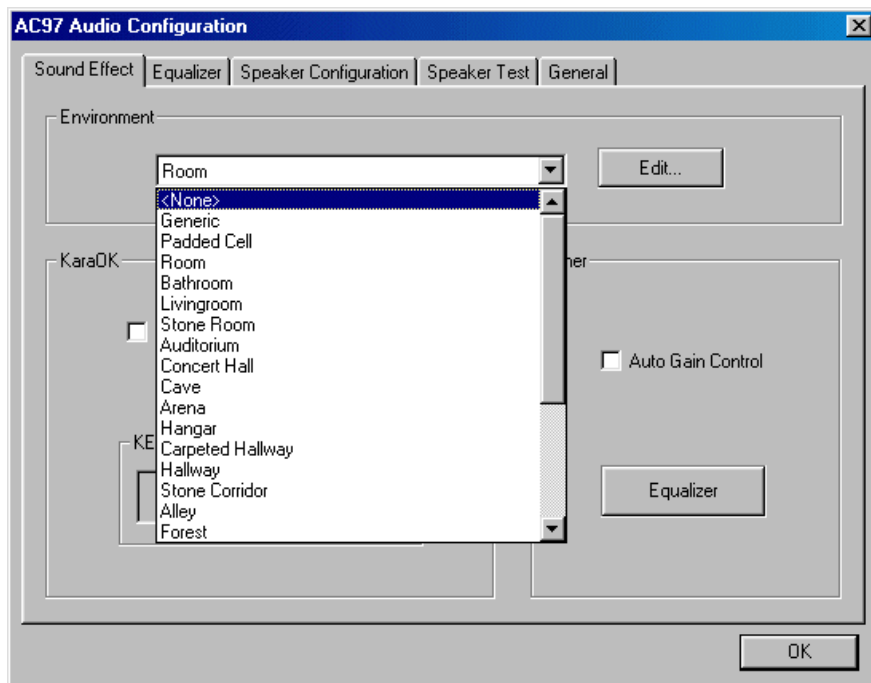 AC97 Audio Configuration
Sound Effect Equalizer Speaker Configuration Speaker Test General
Environment
Room
Edit...
<None>
Generic
Padded Cell
Room
Bathroom
Livingroom
Stone Room
Auditorium
Concert Hall
Cave
Arena
Hangar
Carpeted Hallway
Hallway
Stone Corridor
Alley
Forest
KaraOK
KE
her
Auto Gain Control
Equalizer
OK